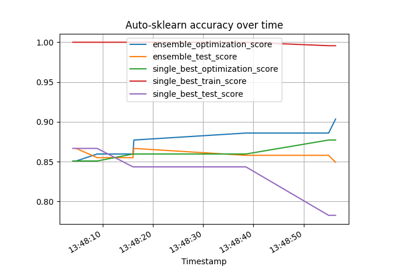 Auto-sklearn accuracy over time
1.00
0.95
0.90
0.85
0.80
ensemble_optimization_score
ensemble_test_score
single_best_optimization_score
single_best_train_score
single_best_test_score
13:48:10
13:48:20
13:48:30
13:48:40
13:48:50
Timestamp